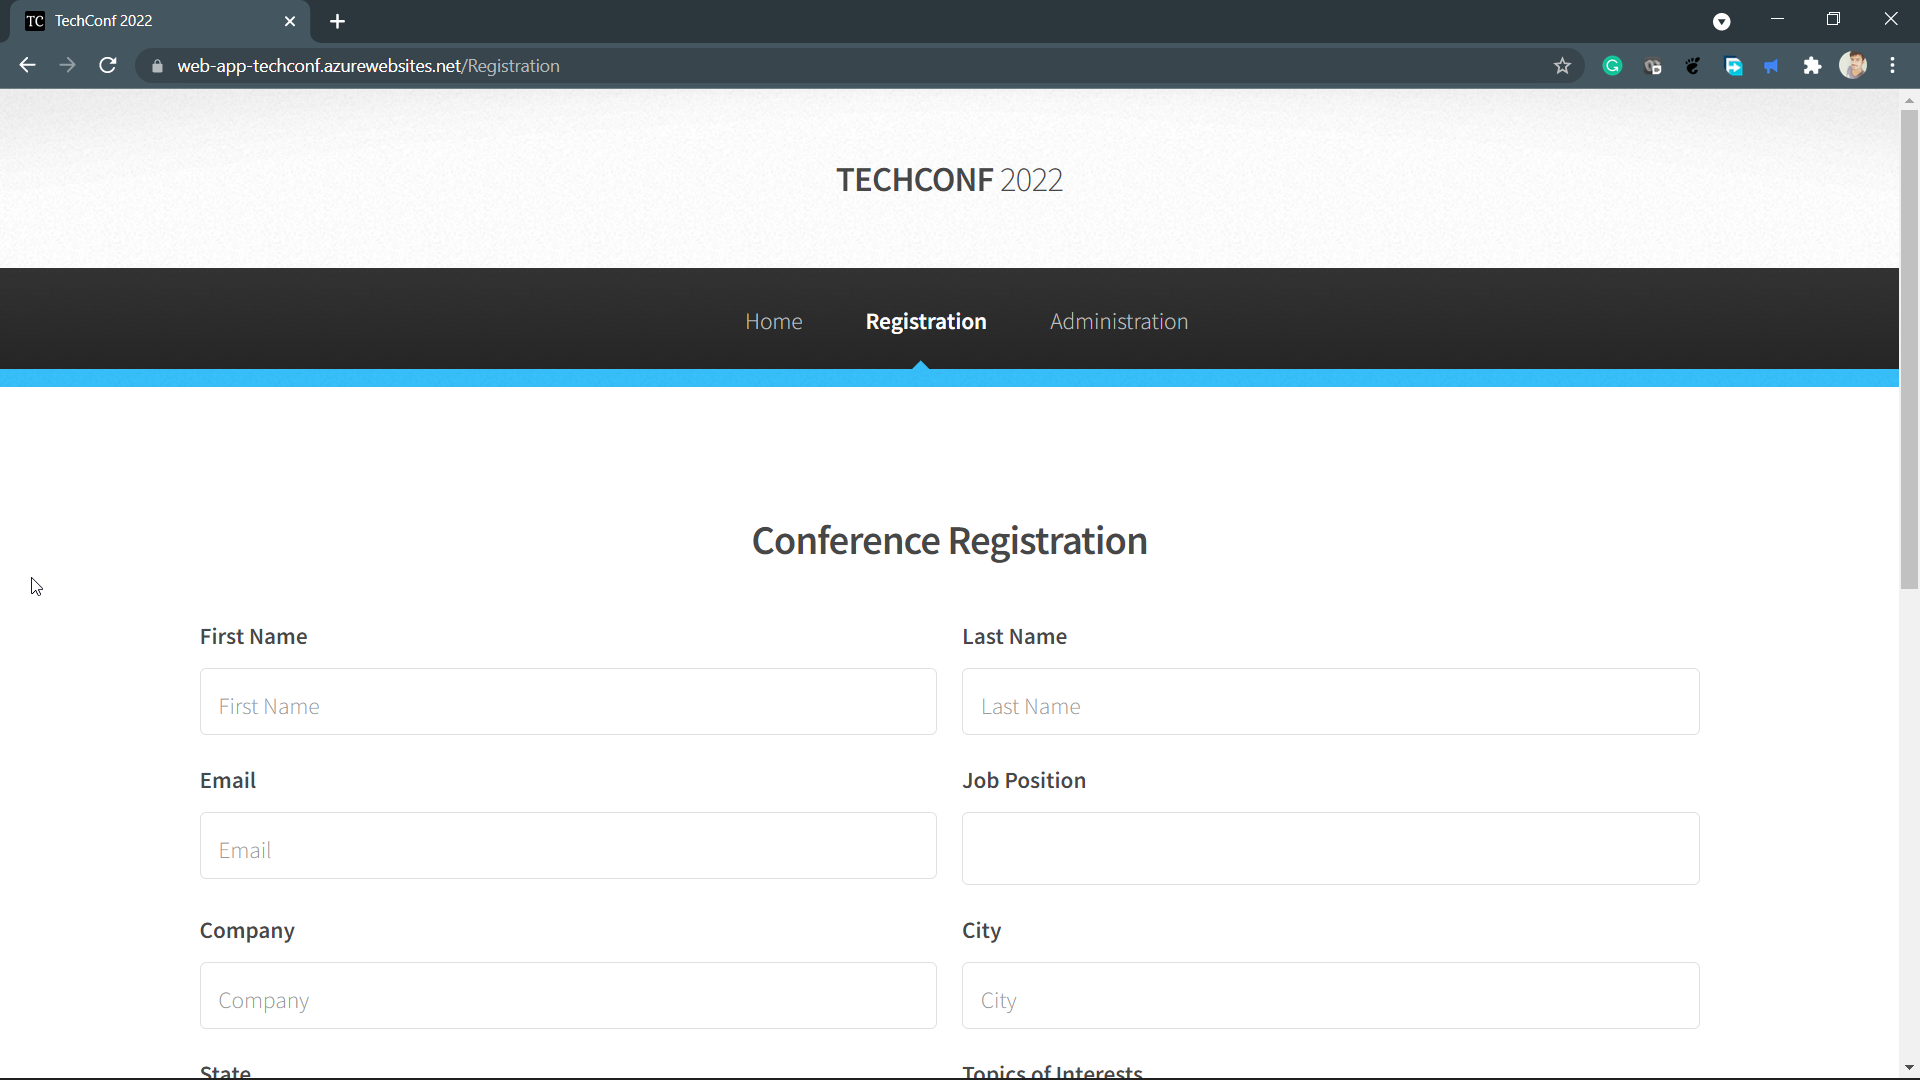 TC TechConf 2022
web-app-techconf.azurewebsites.net/Registration
TECHCONF 2022
Home Registration Administration
Conference Registration
First Name Last Name
First Name Last Name
Email Job Position
Email
Company City
Company City
State Topics of Interests